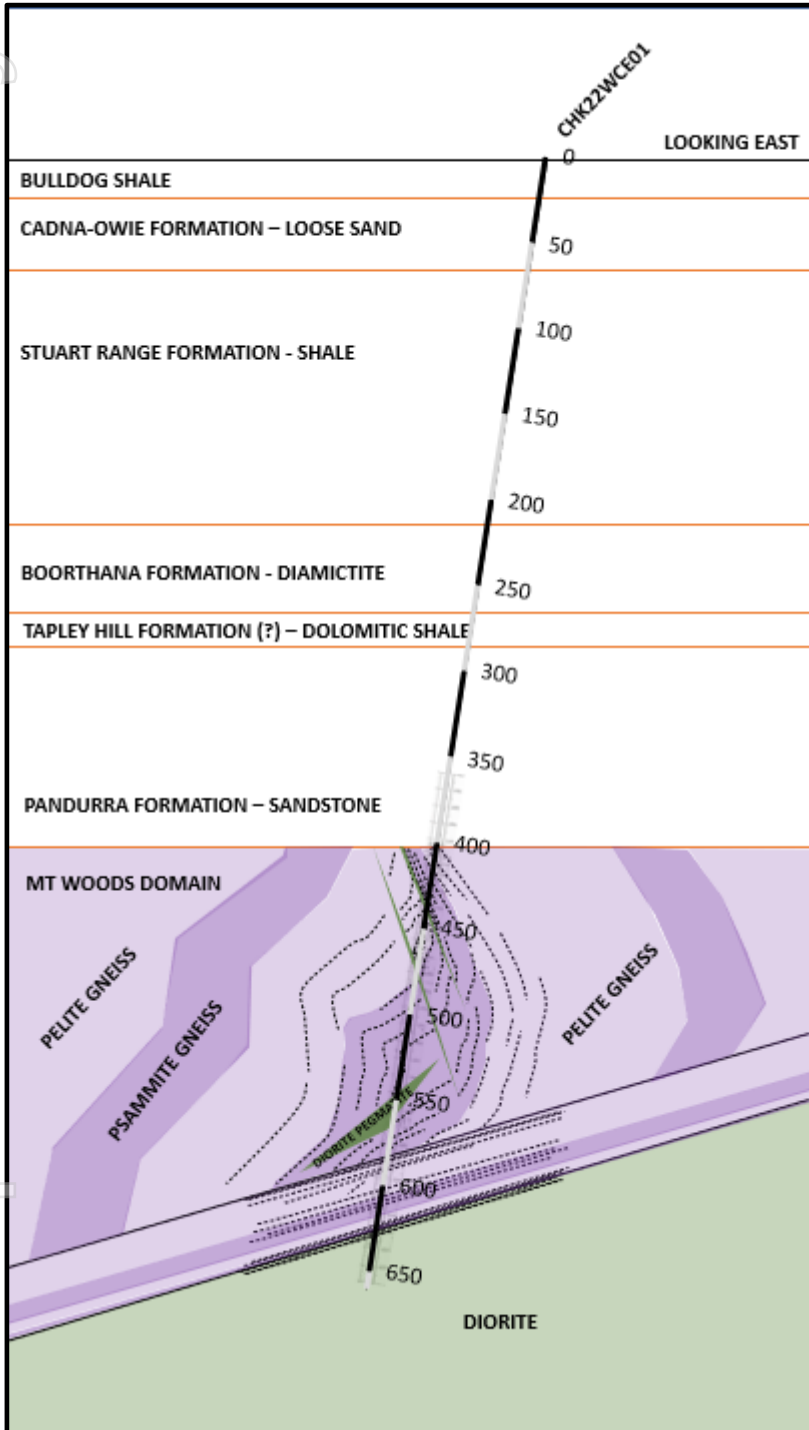 CHK22WCE01
LOOKING EAST
0
BULLDOG SHALE
CADNA-OWIE FORMATION – LOOSE SAND
50
100
STUART RANGE FORMATION - SHALE
150
200
BOORTHANA FORMATION - DIAMICTITE
250
TAPLEY HILL FORMATION (?) – DOLOMITIC SHALE
300
350
PANDURRA FORMATION – SANDSTONE
400
MT WOODS DOMAIN
450
PELITE GNEISS
PSAMMITE GNEISS
500
PELITE GNEISS
550
DIORITE PEGMATITE
600
650
DIORITE